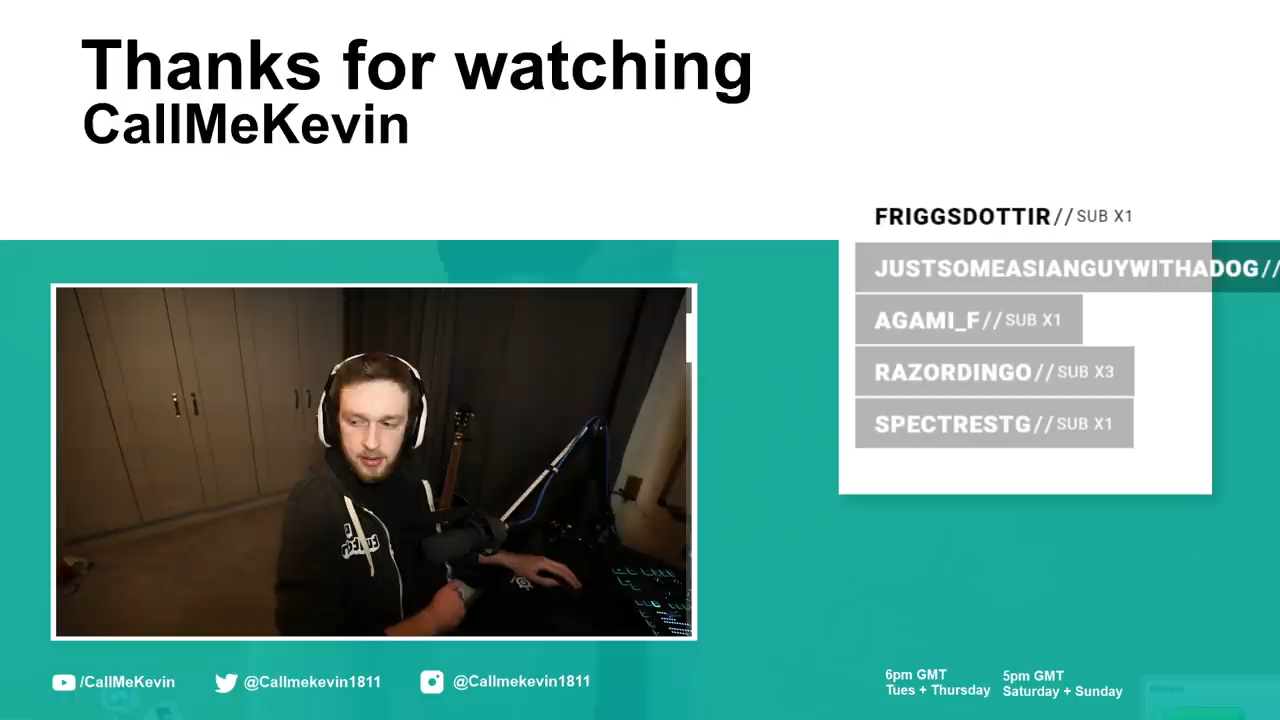 Thanks for watching
CallMeKevin
FRIGGSDOTTIR // SUB X1
JUSTSOMEASIANGUYWITHADOG //
AGAMI_F // SUB X1
RAZORDINGO // SUB X3
SPECTRESTG // SUB X1
/CallMeKevin
@Callmekevin1811
@Callmekevin1811
6pm GMT
Tues + Thursday
5pm GMT
Saturday + Sunday